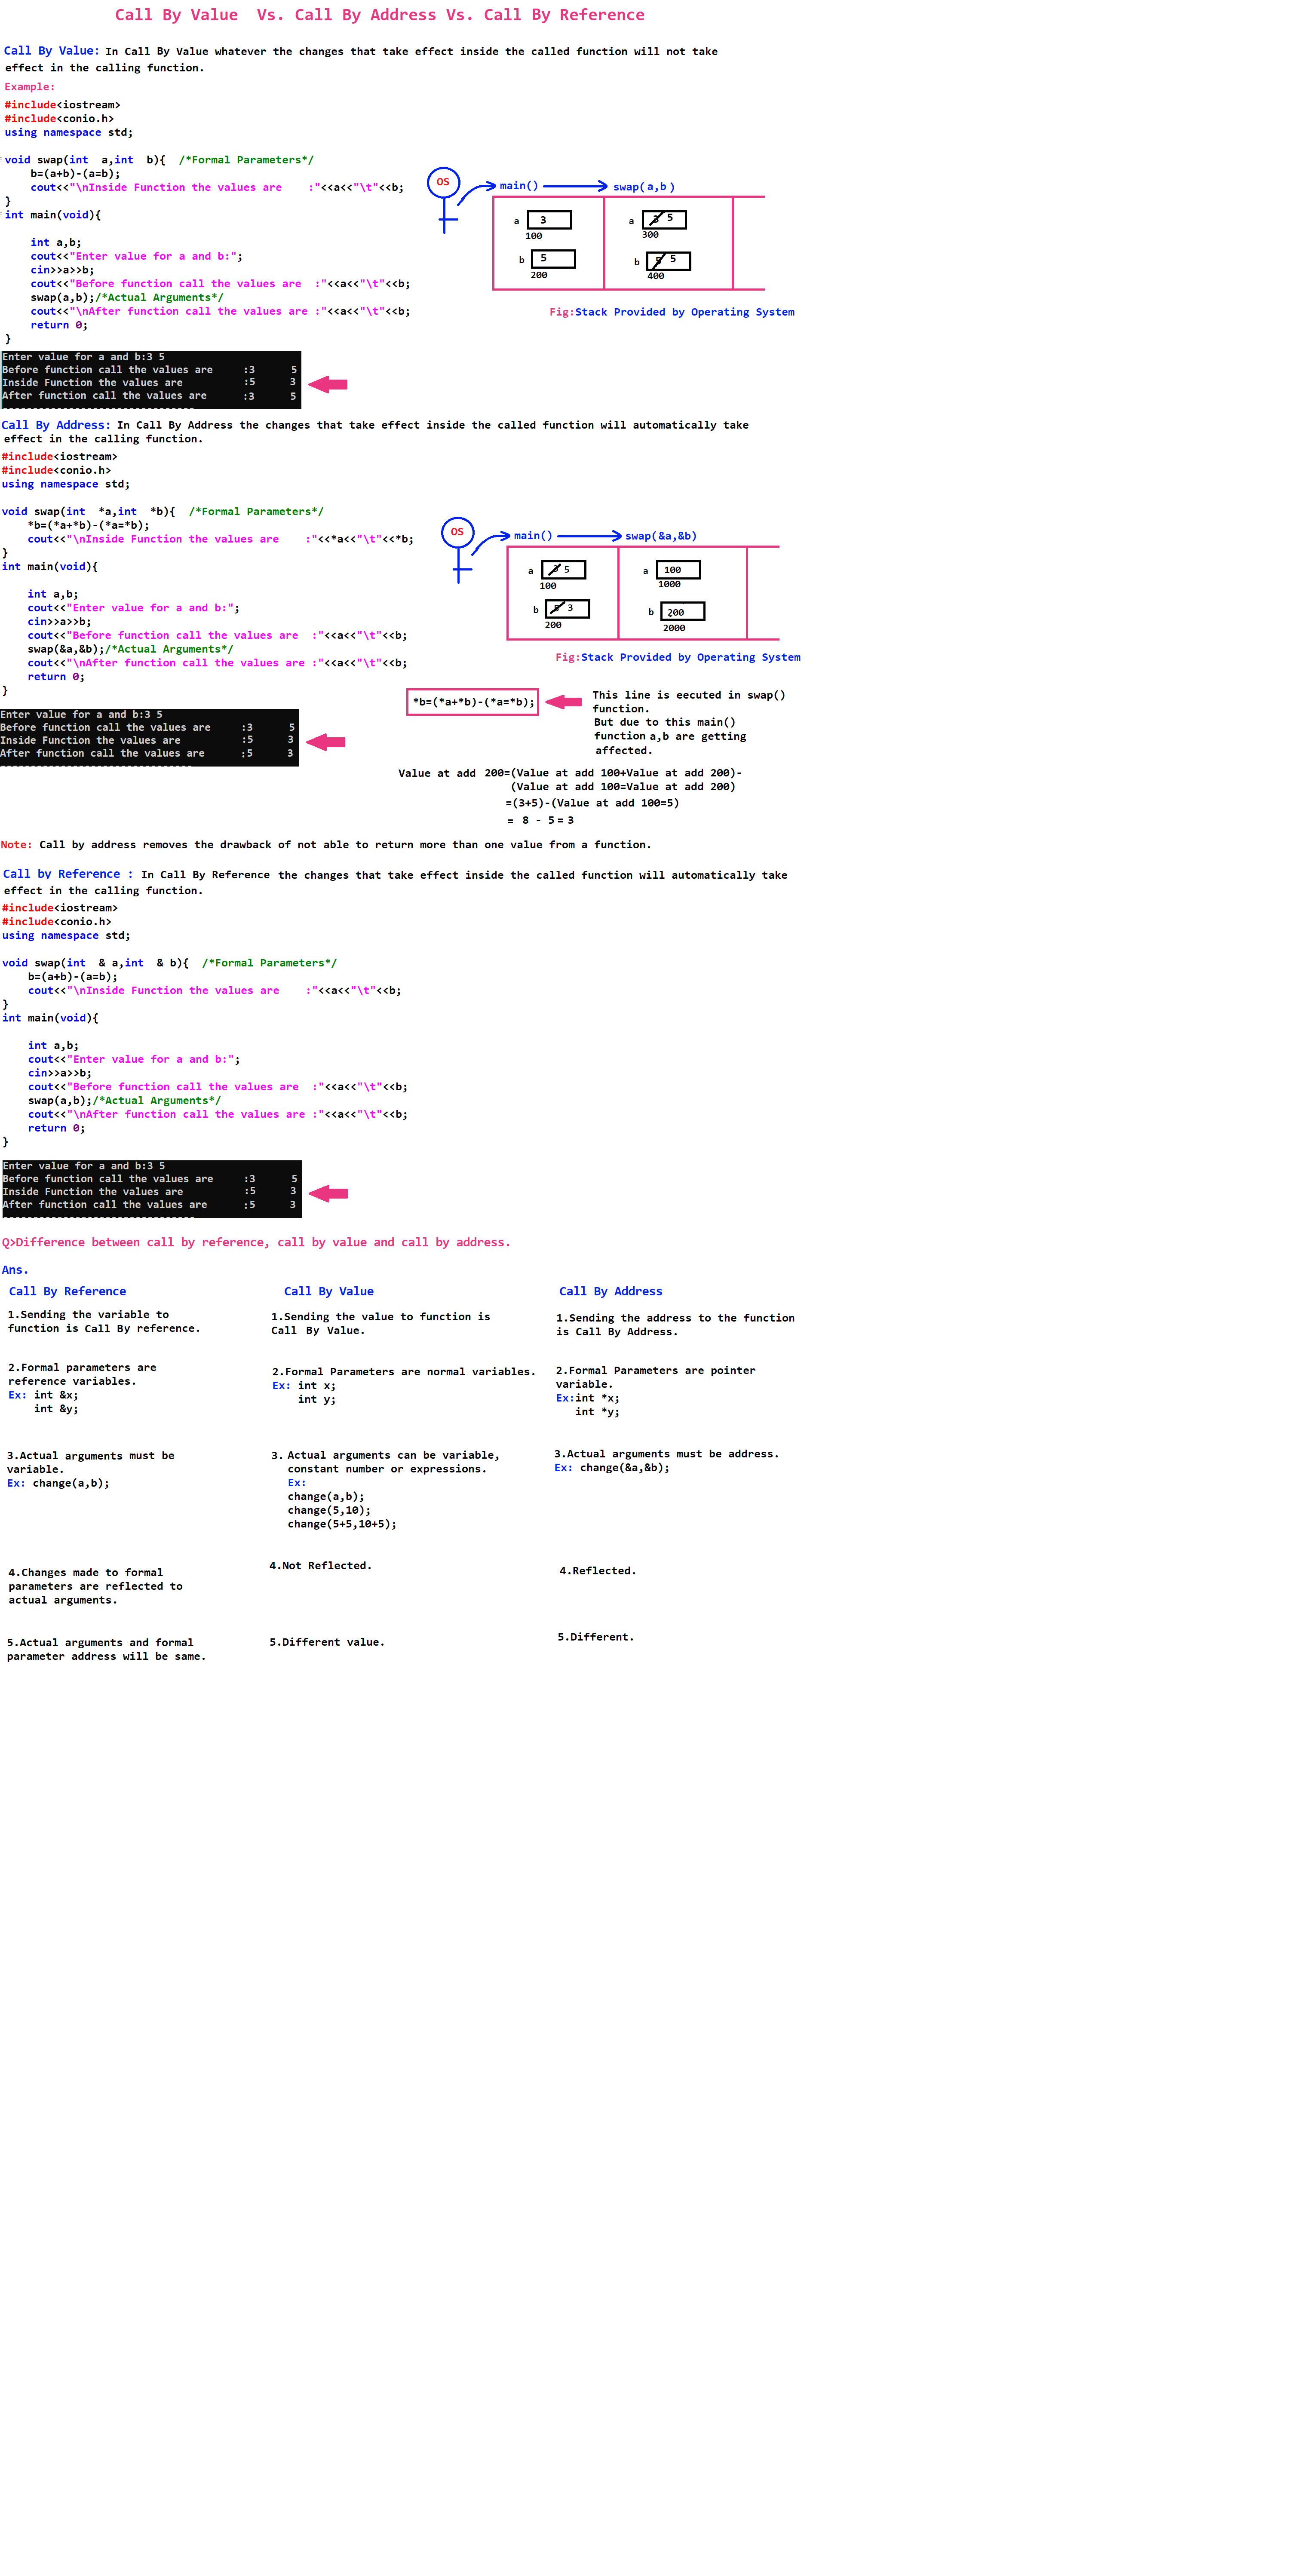 Call By Value  Vs. Call By Address Vs. Call By Reference
Call By Value: In Call By Value whatever the changes that take effect inside the called function will not take
effect in the calling function.
Example:
#include<iostream>
#include<conio.h>
using namespace std;
void swap(int  a,int  b){  /*Formal Parameters*/
    b=(a+b)-(a=b);
    cout<<"\nInside Function the values are    :"<<a<<"\t"<<b;
}
int main(void){
    int a,b;
    cout<<"Enter value for a and b:";
    cin>>a>>b;
    cout<<"Before function call the values are  :"<<a<<"\t"<<b;
    swap(a,b);/*Actual Arguments*/
    cout<<"\nAfter function call the values are :"<<a<<"\t"<<b;
    return 0;
}
OS
main()
swap(a,b)
a 3
a 3 5
100
300
b 5
b 5 5
200
400
Fig:Stack Provided by Operating System
Enter value for a and b:3 5
Before function call the values are     :3      5
Inside Function the values are          :5      3
After function call the values are      :3      5
Call By Address: In Call By Address the changes that take effect inside the called function will automatically take
effect in the calling function.
#include<iostream>
#include<conio.h>
using namespace std;
void swap(int  *a,int  *b){  /*Formal Parameters*/
    *b=(*a+*b)-(*a=*b);
    cout<<"\nInside Function the values are    :"<<*a<<"\t"<<*b;
}
int main(void){
    int a,b;
    cout<<"Enter value for a and b:";
    cin>>a>>b;
    cout<<"Before function call the values are  :"<<a<<"\t"<<b;
    swap(&a,&b);/*Actual Arguments*/
    cout<<"\nAfter function call the values are :"<<a<<"\t"<<b;
    return 0;
}
OS
main()
swap(&a,&b)
a 3 5
a 100
100
1000
b 5 3
b 200
200
2000
Fig:Stack Provided by Operating System
*b=(*a+*b)-(*a=*b);
This line is eecuted in swap()
function.
But due to this main()
function a,b are getting
affected.
Enter value for a and b:3 5
Before function call the values are     :3      5
Inside Function the values are          :5      3
After function call the values are      :5      3
Value at add 200=(Value at add 100+Value at add 200)-
(Value at add 100=Value at add 200)
=(3+5)-(Value at add 100=5)
= 8 - 5 = 3
Note: Call by address removes the drawback of not able to return more than one value from a function.
Call by Reference : In Call By Reference the changes that take effect inside the called function will automatically take
effect in the calling function.
#include<iostream>
#include<conio.h>
using namespace std;
void swap(int  & a,int  & b){  /*Formal Parameters*/
    b=(a+b)-(a=b);
    cout<<"\nInside Function the values are    :"<<a<<"\t"<<b;
}
int main(void){
    int a,b;
    cout<<"Enter value for a and b:";
    cin>>a>>b;
    cout<<"Before function call the values are  :"<<a<<"\t"<<b;
    swap(a,b);/*Actual Arguments*/
    cout<<"\nAfter function call the values are :"<<a<<"\t"<<b;
    return 0;
}
Enter value for a and b:3 5
Before function call the values are     :3      5
Inside Function the values are          :5      3
After function call the values are      :5      3
Q>Difference between call by reference, call by value and call by address.
Ans.
Call By Reference
1.Sending the variable to
function is Call By reference.
2.Formal parameters are
reference variables.
Ex: int &x;
    int &y;
3.Actual arguments must be
variable.
Ex: change(a,b);
4.Changes made to formal
parameters are reflected to
actual arguments.
5.Actual arguments and formal
parameter address will be same.
Call By Value
1.Sending the value to function is
Call By Value.
2.Formal Parameters are normal variables.
Ex: int x;
    int y;
3. Actual arguments can be variable,
constant number or expressions.
Ex:
change(a,b);
change(5,10);
change(5+5,10+5);
4.Not Reflected.
5.Different value.
Call By Address
1.Sending the address to the function
is Call By Address.
2.Formal Parameters are pointer
variable.
Ex:int *x;
   int *y;
3.Actual arguments must be address.
Ex: change(&a,&b);
4.Reflected.
5.Different.